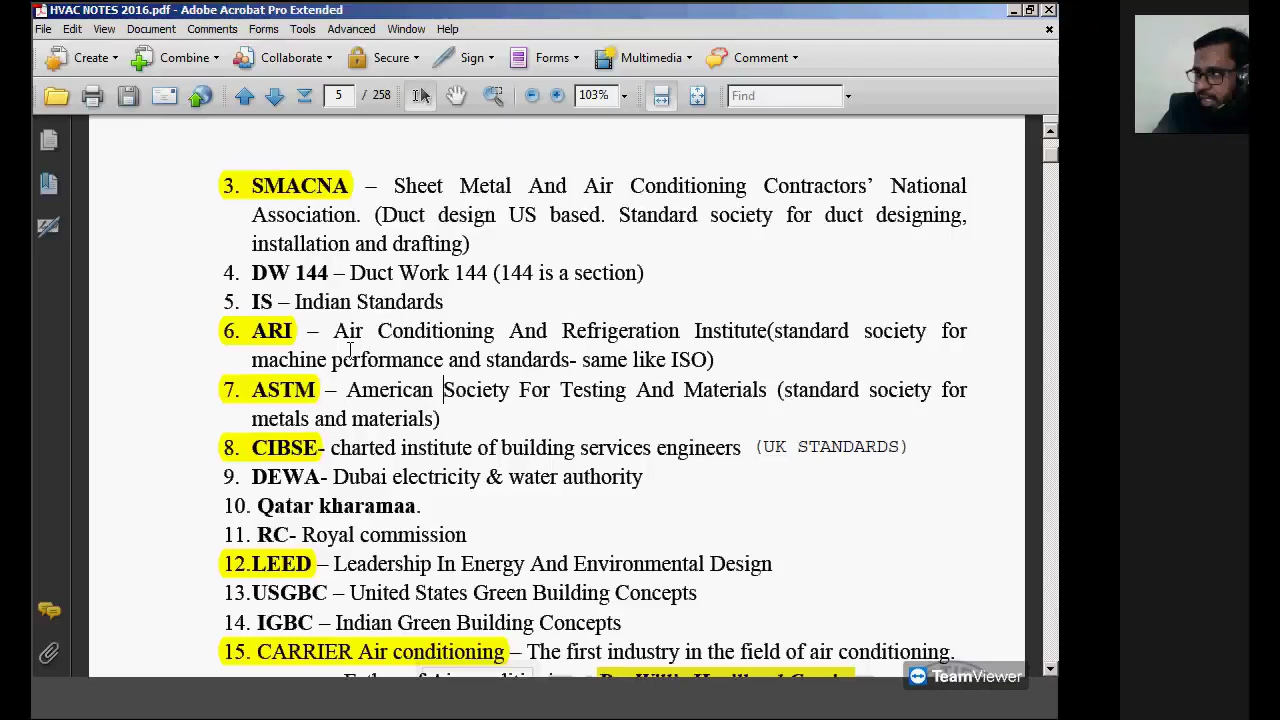 HVAC NOTES 2016.pdf - Adobe Acrobat Pro Extended
File Edit View Document Comments Forms Tools Advanced Window Help
Create Combine Collaborate Secure Sign Forms Multimedia Comment
5 / 258 103% Find
3. SMACNA – Sheet Metal And Air Conditioning Contractors’ National
Association. (Duct design US based. Standard society for duct designing,
installation and drafting)
4. DW 144 – Duct Work 144 (144 is a section)
5. IS – Indian Standards
6. ARI – Air Conditioning And Refrigeration Institute(standard society for
machine performance and standards- same like ISO)
7. ASTM – American Society For Testing And Materials (standard society for
metals and materials)
8. CIBSE- charted institute of building services engineers (UK STANDARDS)
9. DEWA- Dubai electricity & water authority
10. Qatar kharamaa.
11. RC- Royal commission
12.LEED – Leadership In Energy And Environmental Design
13.USGBC – United States Green Building Concepts
14. IGBC – Indian Green Building Concepts
15. CARRIER Air conditioning – The first industry in the field of air conditioning.
TeamViewer